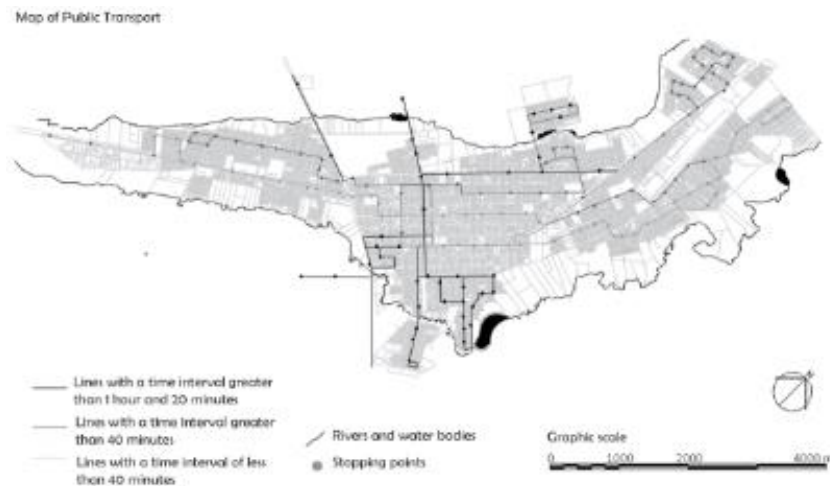 Map of Public Transport
Lines with a time interval greater
than 1 hour and 20 minutes
Lines with a time interval greater
than 40 minutes
Lines with a time interval of less
than 40 minutes
Rivers and water bodies
Stopping points
Graphic scale
0 1000 2000 4000 m